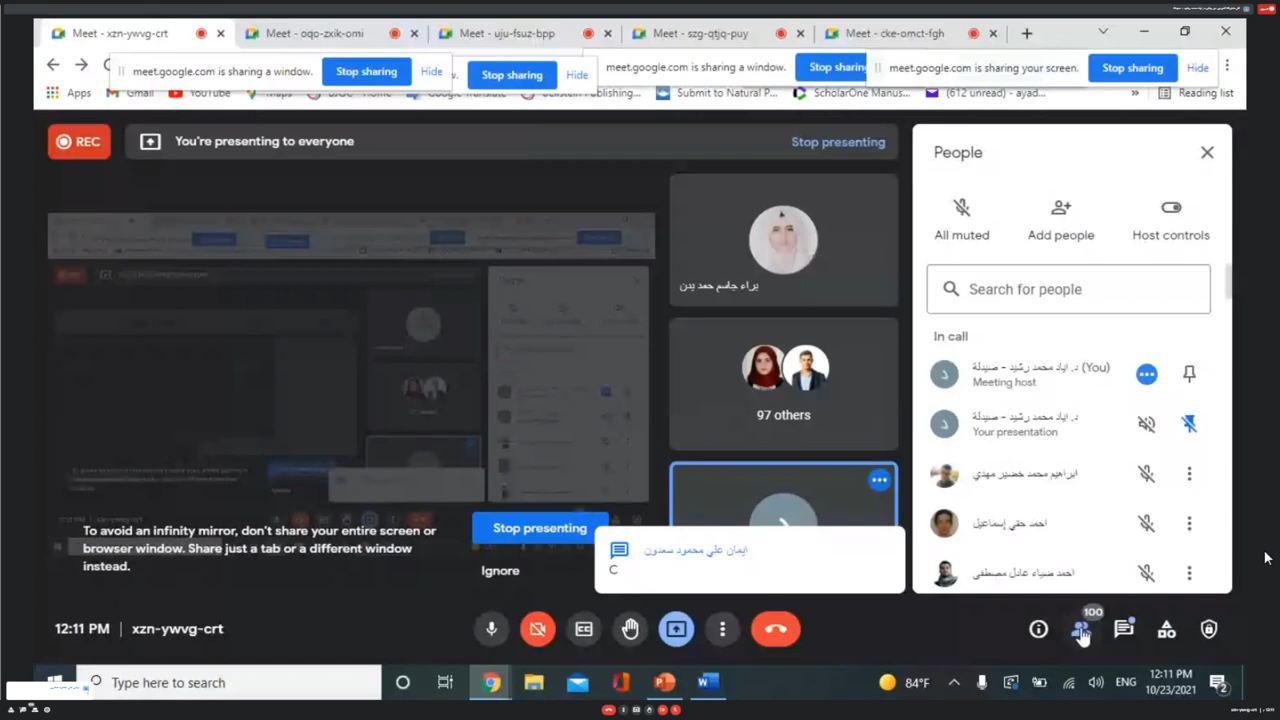 Meet - xzn-ywvg-crt
Meet - oqo-zxik-omi
Meet - uju-fsuz-bpp
Meet - szg-qtjq-puy
Meet - cke-omct-fgh
meet.google.com is sharing a window. Stop sharing Hide
Stop sharing Hide
meet.google.com is sharing a window. Stop sharing
meet.google.com is sharing your screen. Stop sharing Hide
Apps Gmail YouTube Maps Home Google Translate Submit to Natural P... ScholarOne Manus... (612 unread) - ayad... » Reading list
REC
You're presenting to everyone
Stop presenting
براء جاسم حمد بدن
97 others
To avoid an infinity mirror, don't share your entire screen or
browser window. Share just a tab or a different window
instead.
Stop presenting
Ignore
ايمان علي محمود سعدون
C
People
All muted
Add people
Host controls
Search for people
In call
د. اياد محمد رشيد - صيدلة (You)
Meeting host
د. اياد محمد رشيد - صيدلة
Your presentation
ابراهيم محمد خضير مهدي
احمد حقي إسماعيل
احمد ضياء عادل مصطفى
12:11 PM | xzn-ywvg-crt
100
Type here to search
84°F
ENG
12:11 PM
10/23/2021
2